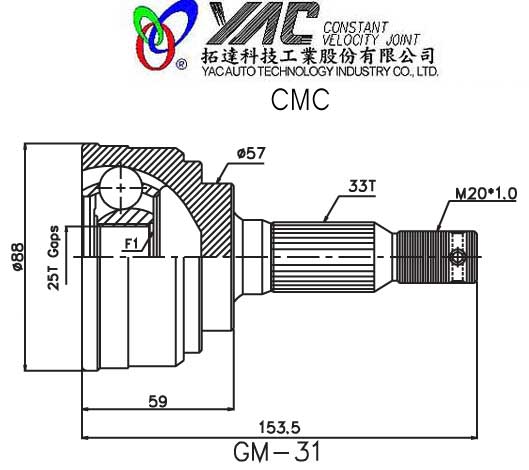 YAC CONSTANT
VELOCITY JOINT
拓達科技工業股份有限公司
® YAC AUTO TECHNOLOGY INDUSTRY CO., LTD.
CMC
ø57
33T
M20*1.0
ø88
25T Gaps
F1
59
153.5
GM-31